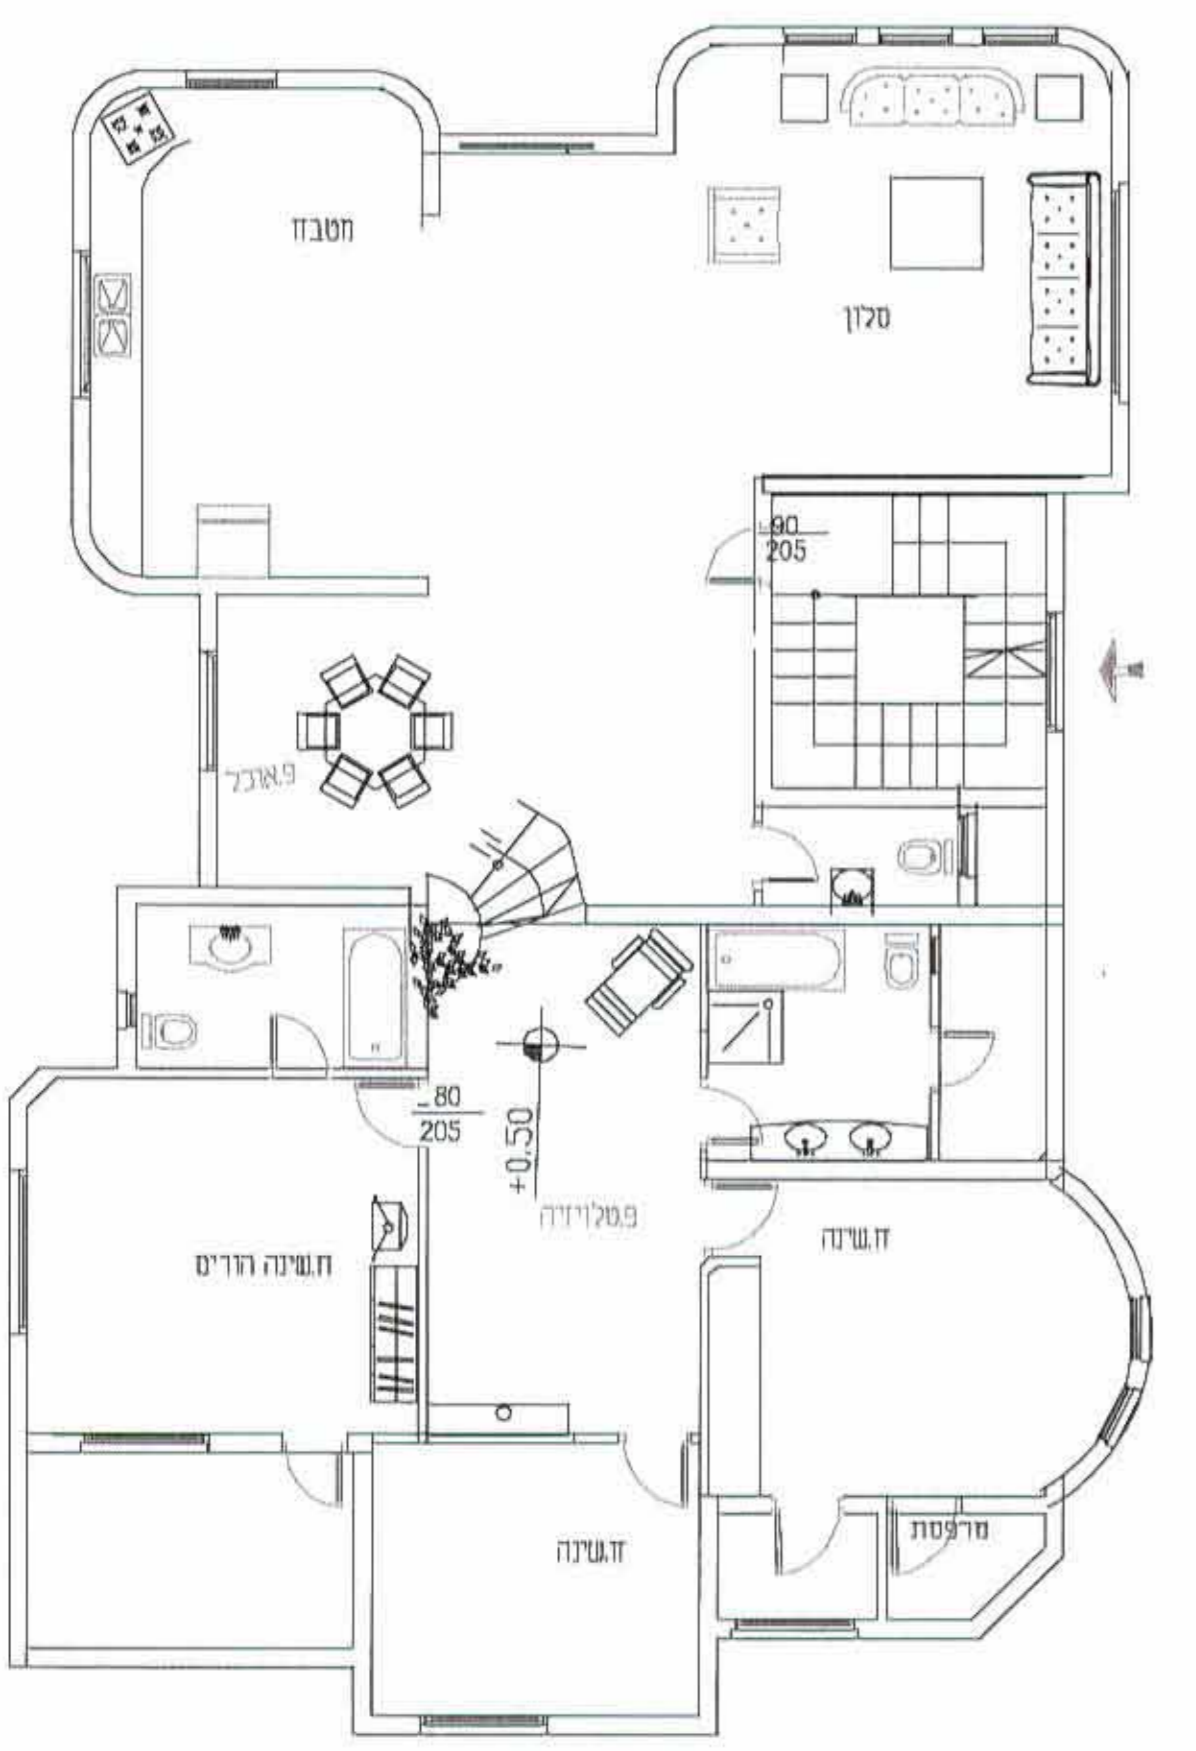 מטבח
סלון
90
205
פ.אוכל
80
205
+0.50
פ.טלויזיה
ח.שינה
ח.שינה הורים
ח.שינה
מרפסת